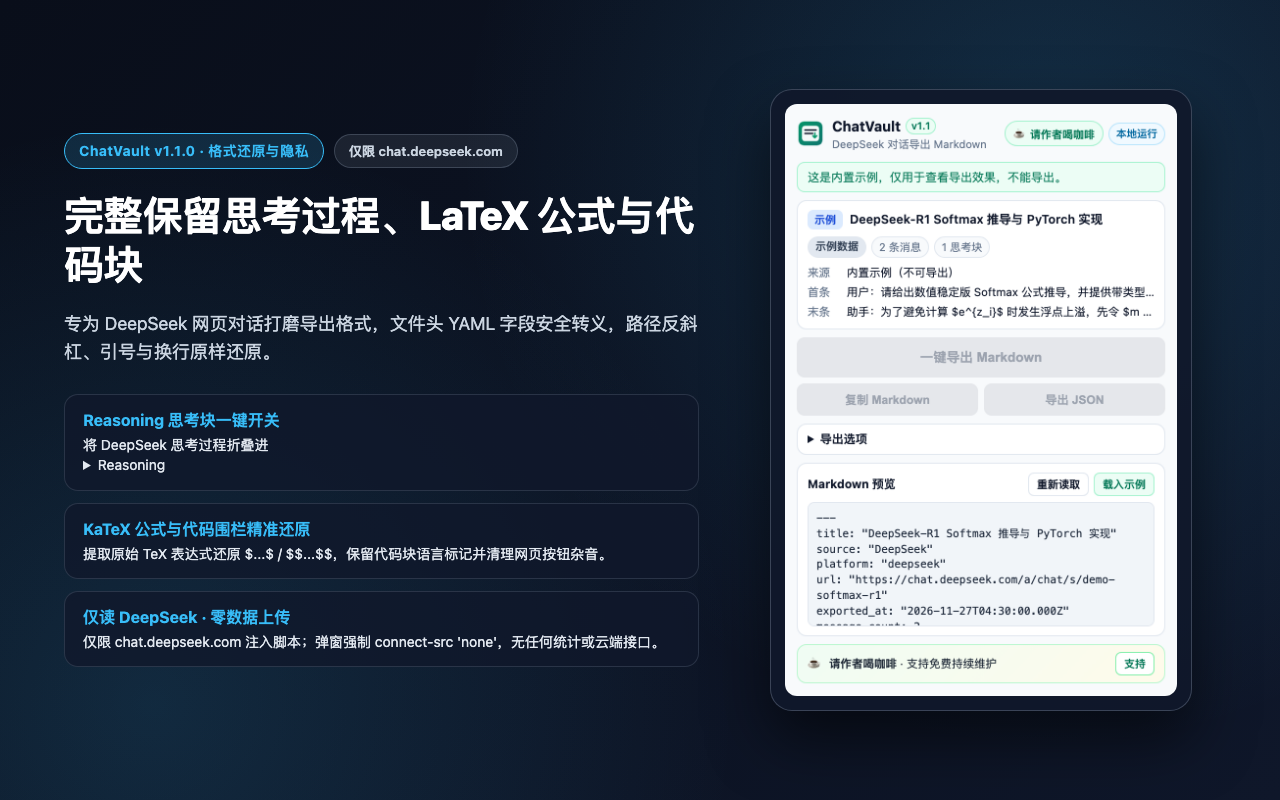 ChatVault v1.1.0 · 格式还原与隐私
仅限 chat.deepseek.com
完整保留思考过程、LaTeX 公式与代
码块
专为 DeepSeek 网页对话打磨导出格式，文件头 YAML 字段安全转义，路径反斜
杠、引号与换行原样还原。
Reasoning 思考块一键开关
将 DeepSeek 思考过程折叠进
▶ Reasoning
KaTeX 公式与代码围栏精准还原
提取原始 TeX 表达式还原 $...$ / $$...$$，保留代码块语言标记并清理网页按钮杂音。
仅读 DeepSeek · 零数据上传
仅限 chat.deepseek.com 注入脚本；弹窗强制 connect-src 'none'，无任何统计或云端接口。
ChatVault v1.1
DeepSeek 对话导出 Markdown
☕ 请作者喝咖啡
本地运行
这是内置示例，仅用于查看导出效果，不能导出。
示例 DeepSeek-R1 Softmax 推导与 PyTorch 实现
示例数据 2 条消息 1 思考块
来源 内置示例（不可导出）
首条 用户：请给出数值稳定版 Softmax 公式推导，并提供带类型...
末条 助手：为了避免计算 $e^{z_i}$ 时发生浮点上溢，先令 $m ...
一键导出 Markdown
复制 Markdown 导出 JSON
▶ 导出选项
Markdown 预览 重新读取 载入示例
---
title: "DeepSeek-R1 Softmax 推导与 PyTorch 实现"
source: "DeepSeek"
platform: "deepseek"
url: "https://chat.deepseek.com/a/chat/s/demo-
softmax-r1"
exported_at: "2026-11-27T04:30:00.000Z"
☕ 请作者喝咖啡 · 支持免费持续维护 支持